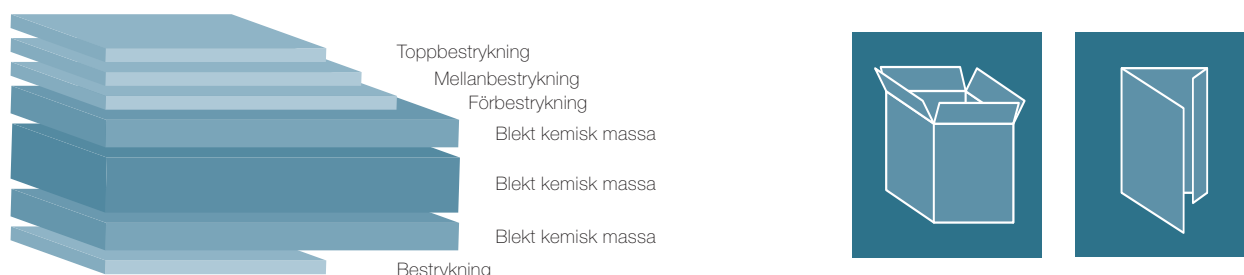 Toppbestrykning
Mellanbestrykning
Förbestrykning
Blekt kemisk massa
Blekt kemisk massa
Blekt kemisk massa
Bestrykning